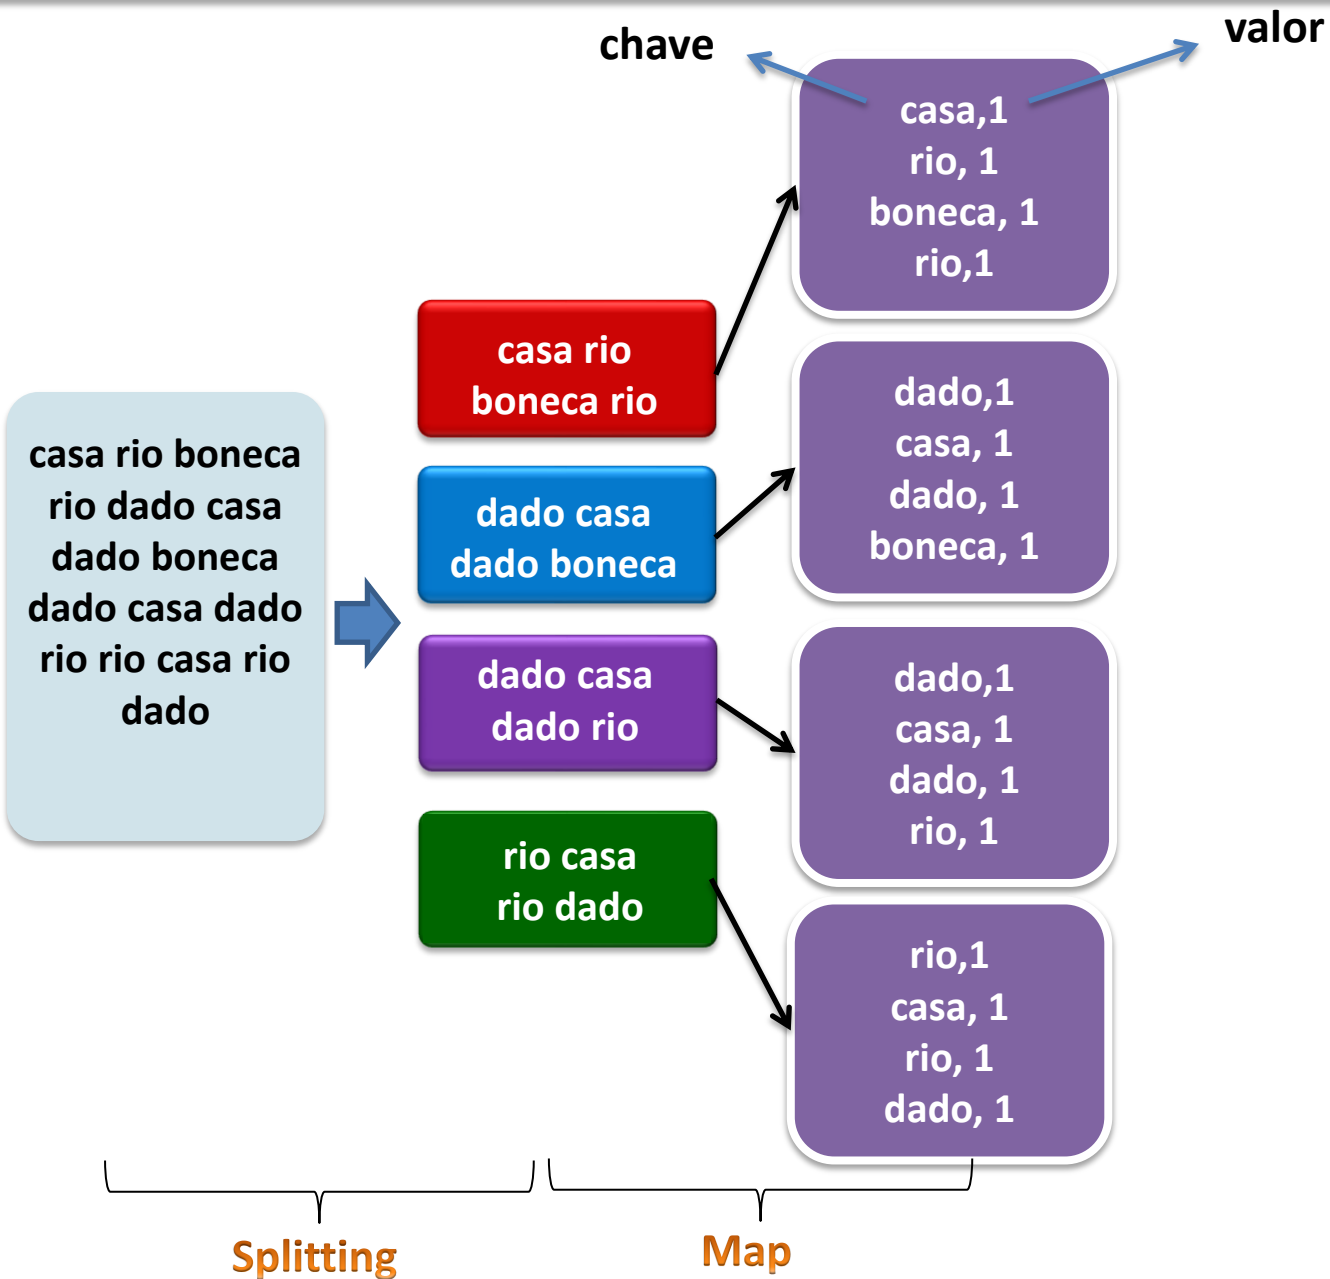 chave
valor
casa rio boneca
rio dado casa
dado boneca
dado casa dado
rio rio casa rio
dado
casa rio
boneca rio
dado casa
dado boneca
dado casa
dado rio
rio casa
rio dado
casa,1
rio, 1
boneca, 1
rio,1
dado,1
casa, 1
dado, 1
boneca, 1
dado,1
casa, 1
dado, 1
rio, 1
rio,1
casa, 1
rio, 1
dado, 1
Splitting
Map